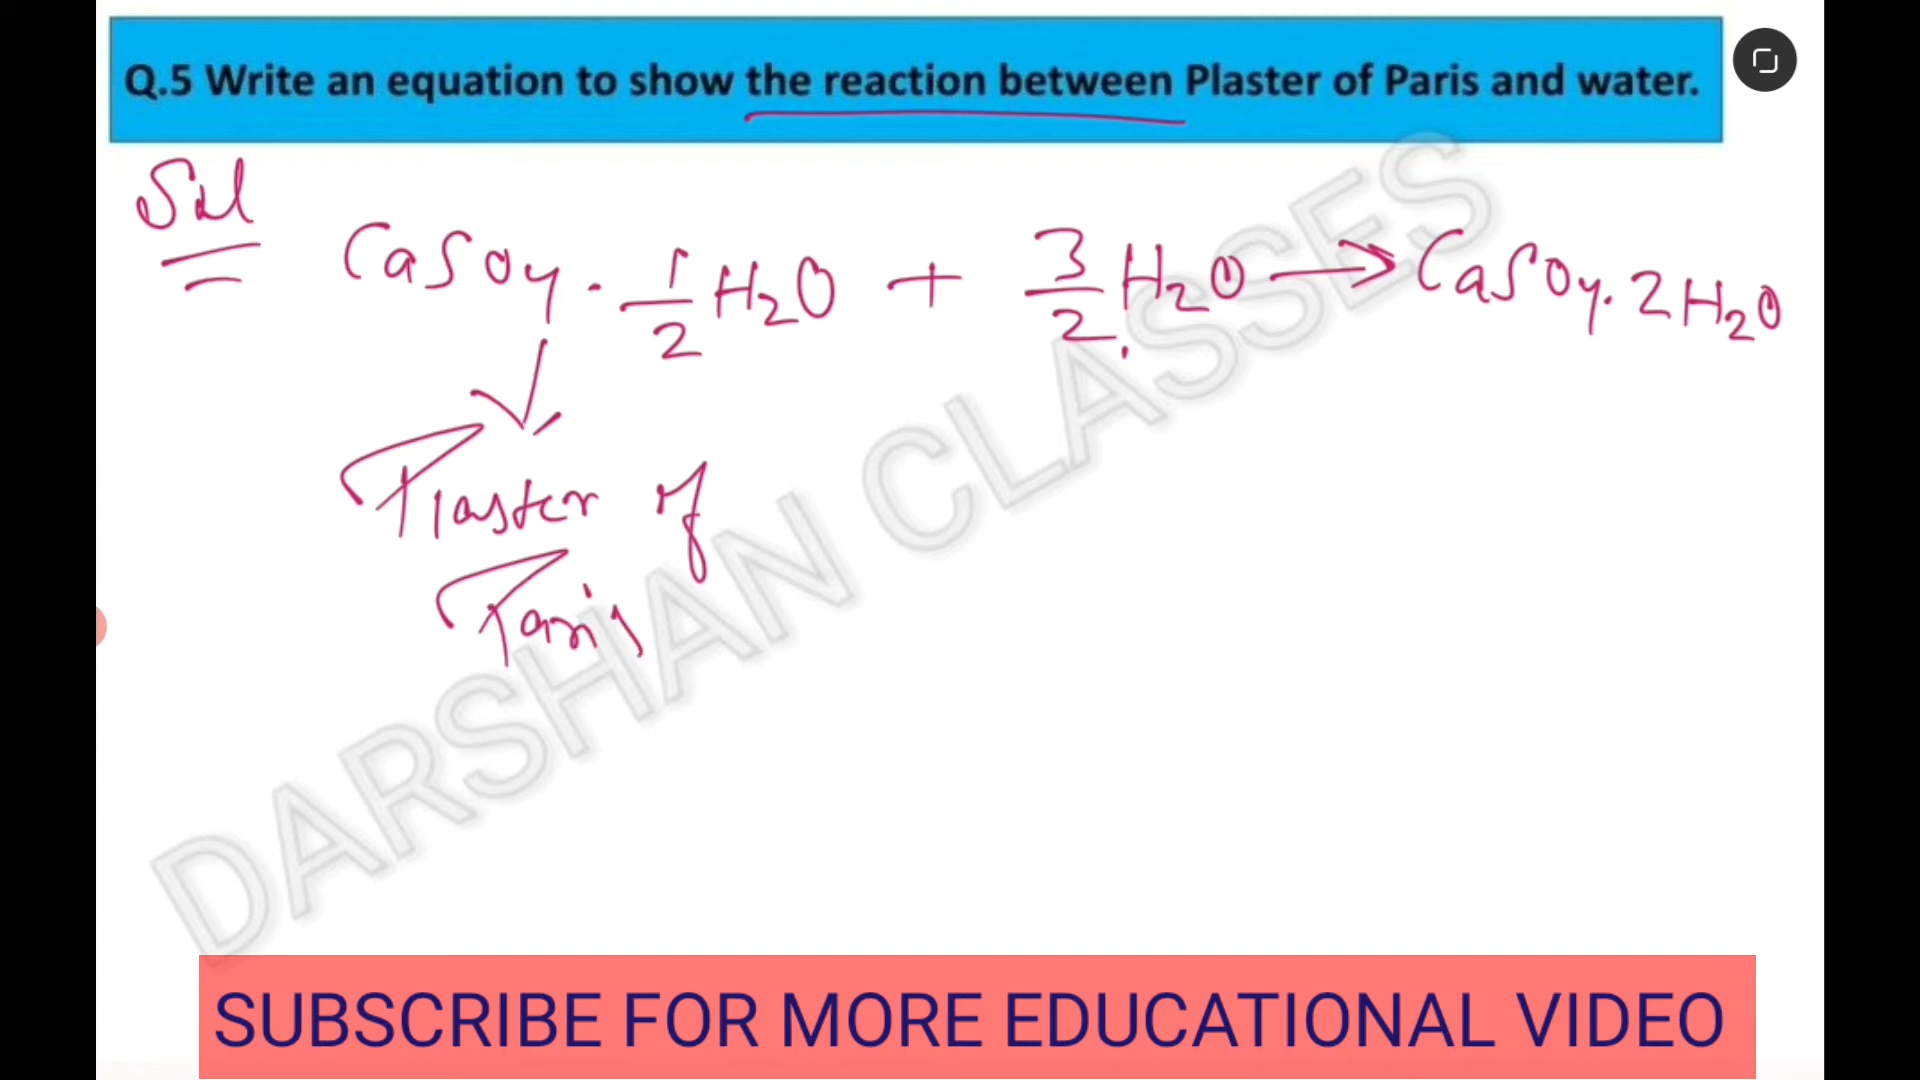 Q.5 Write an equation to show the reaction between Plaster of Paris and water.
Sol
CaSO4 . 1/2 H2O + 3/2 H2O → CaSO4. 2H2O
Plaster of
Paris
DARSHAN CLASSES
SUBSCRIBE FOR MORE EDUCATIONAL VIDEO